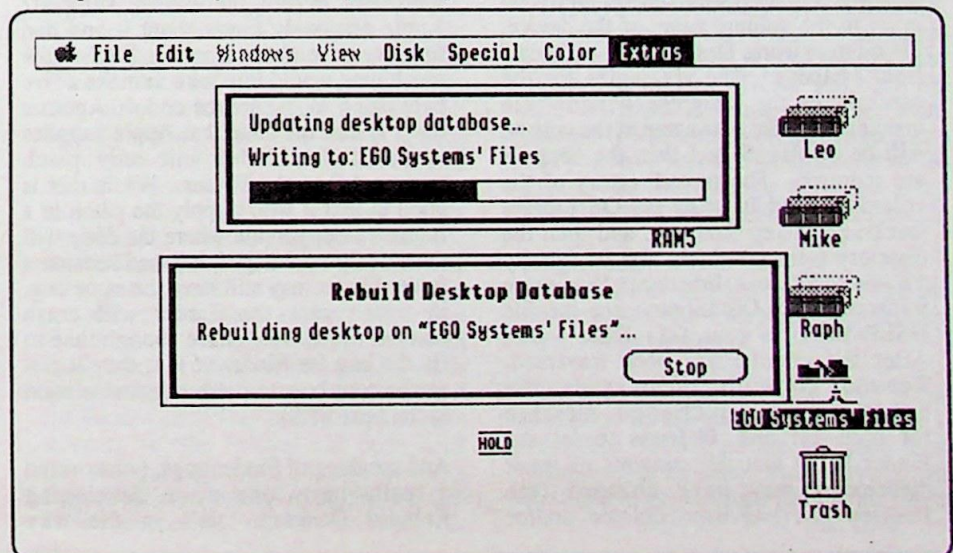 File Edit Windows View Disk Special Color Extras
Updating desktop database...
Writing to: EGO Systems' Files
Leo
RAM5
Mike
Rebuild Desktop Database
Rebuilding desktop on “EGO Systems' Files”...
Raph
Stop
EGO Systems' Files
HOLD
Trash